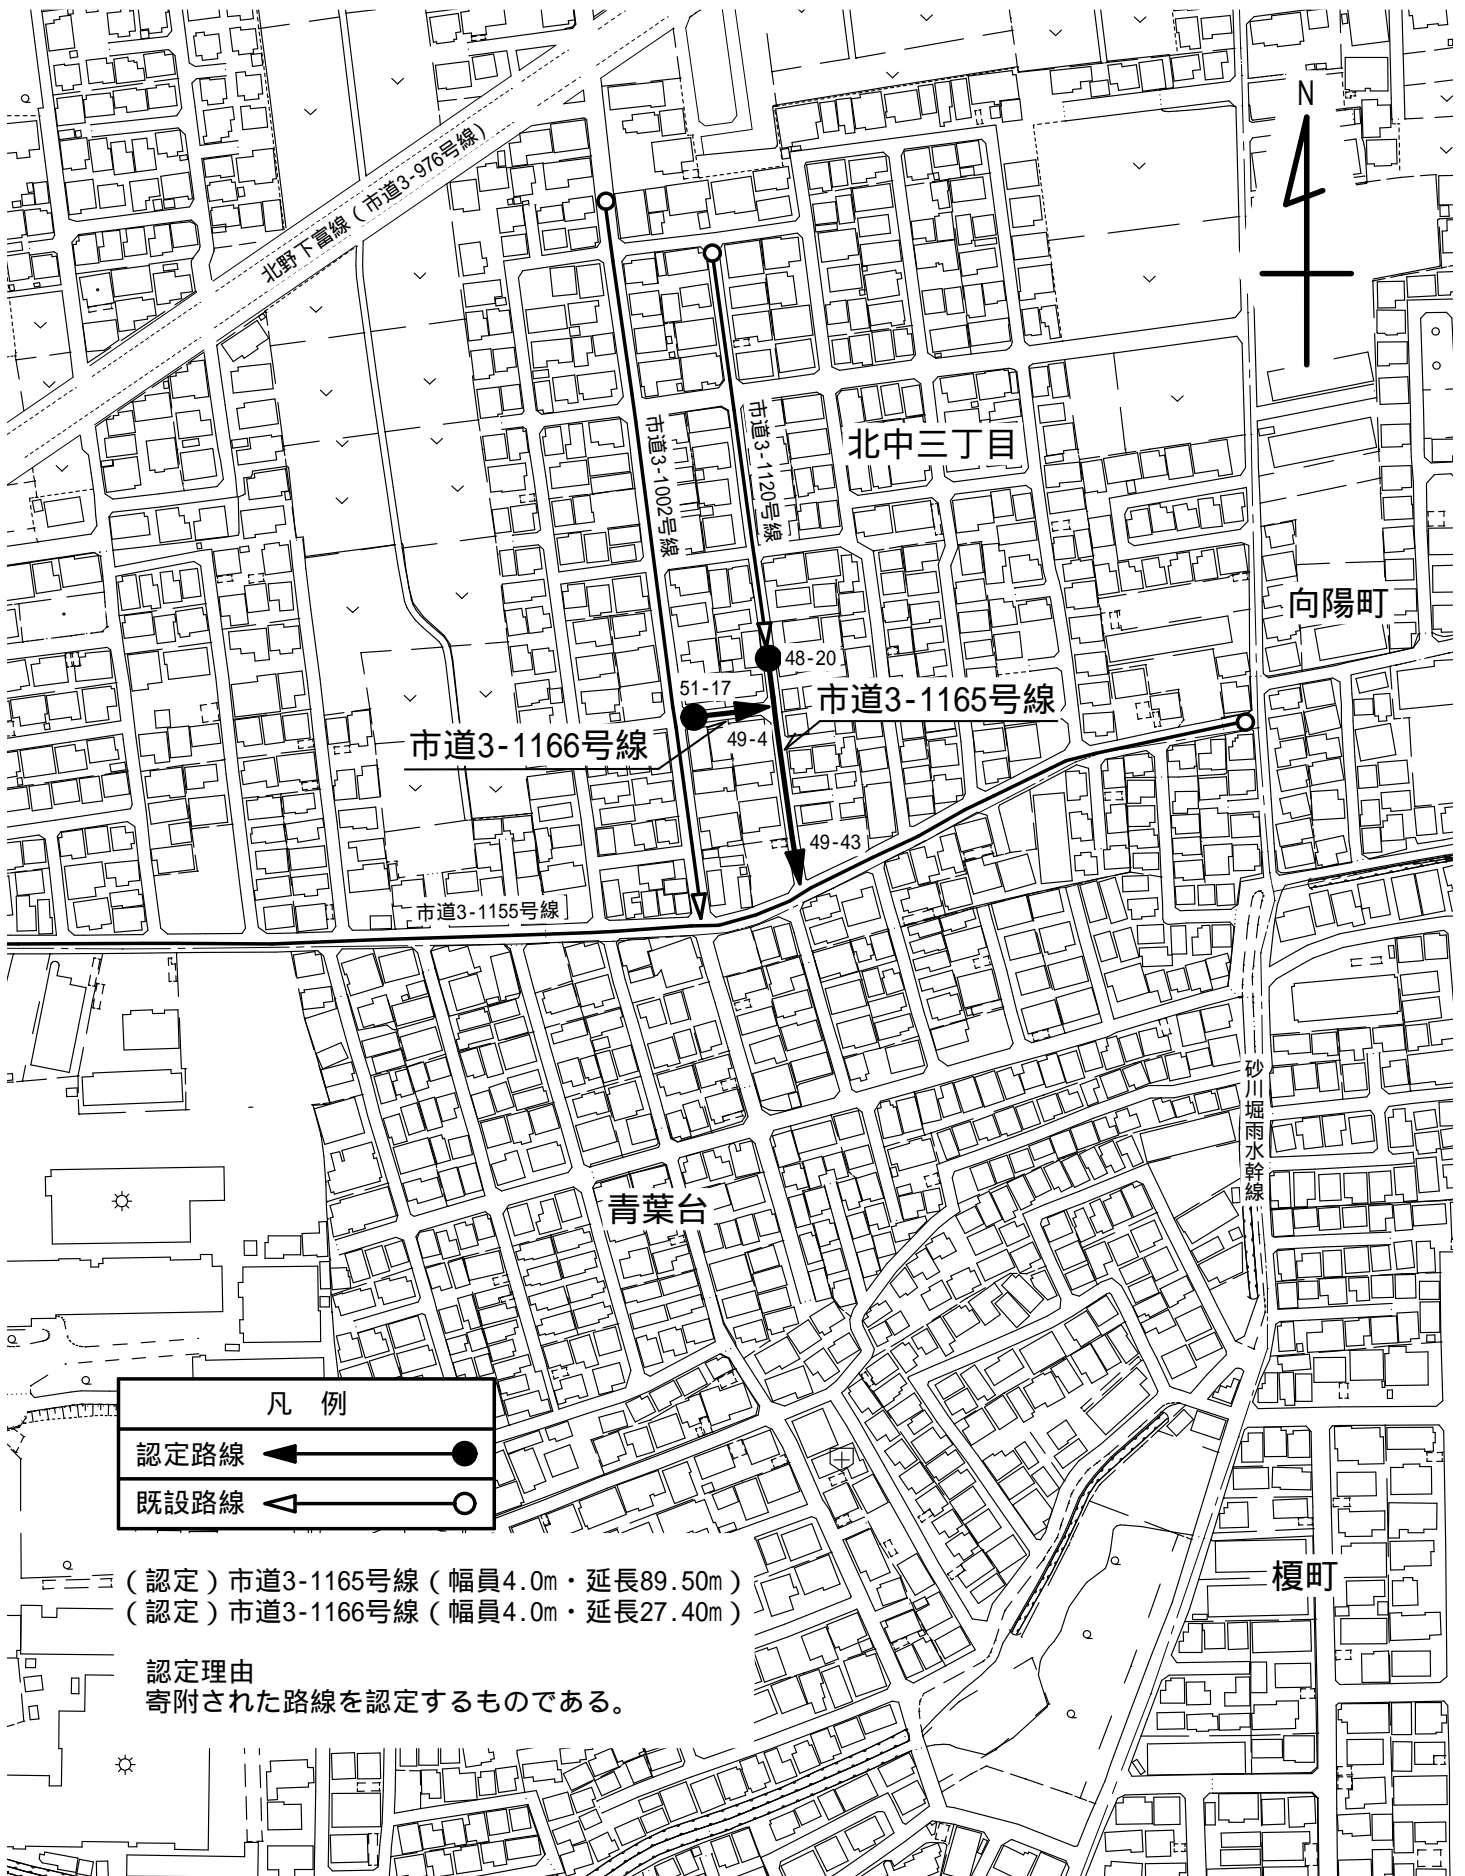 N
北野下富線（市道3-976号線）
市道3-1002号線
市道3-1120号線
北中三丁目
向陽町
48-20
51-17
市道3-1165号線
市道3-1166号線
49-4
49-43
市道3-1155号線
砂川堀雨水幹線
青葉台
凡 例
認定路線
既設路線
榎町
（認定）市道3-1165号線（幅員4.0m・延長89.50m）
（認定）市道3-1166号線（幅員4.0m・延長27.40m）
認定理由
寄附された路線を認定するものである。